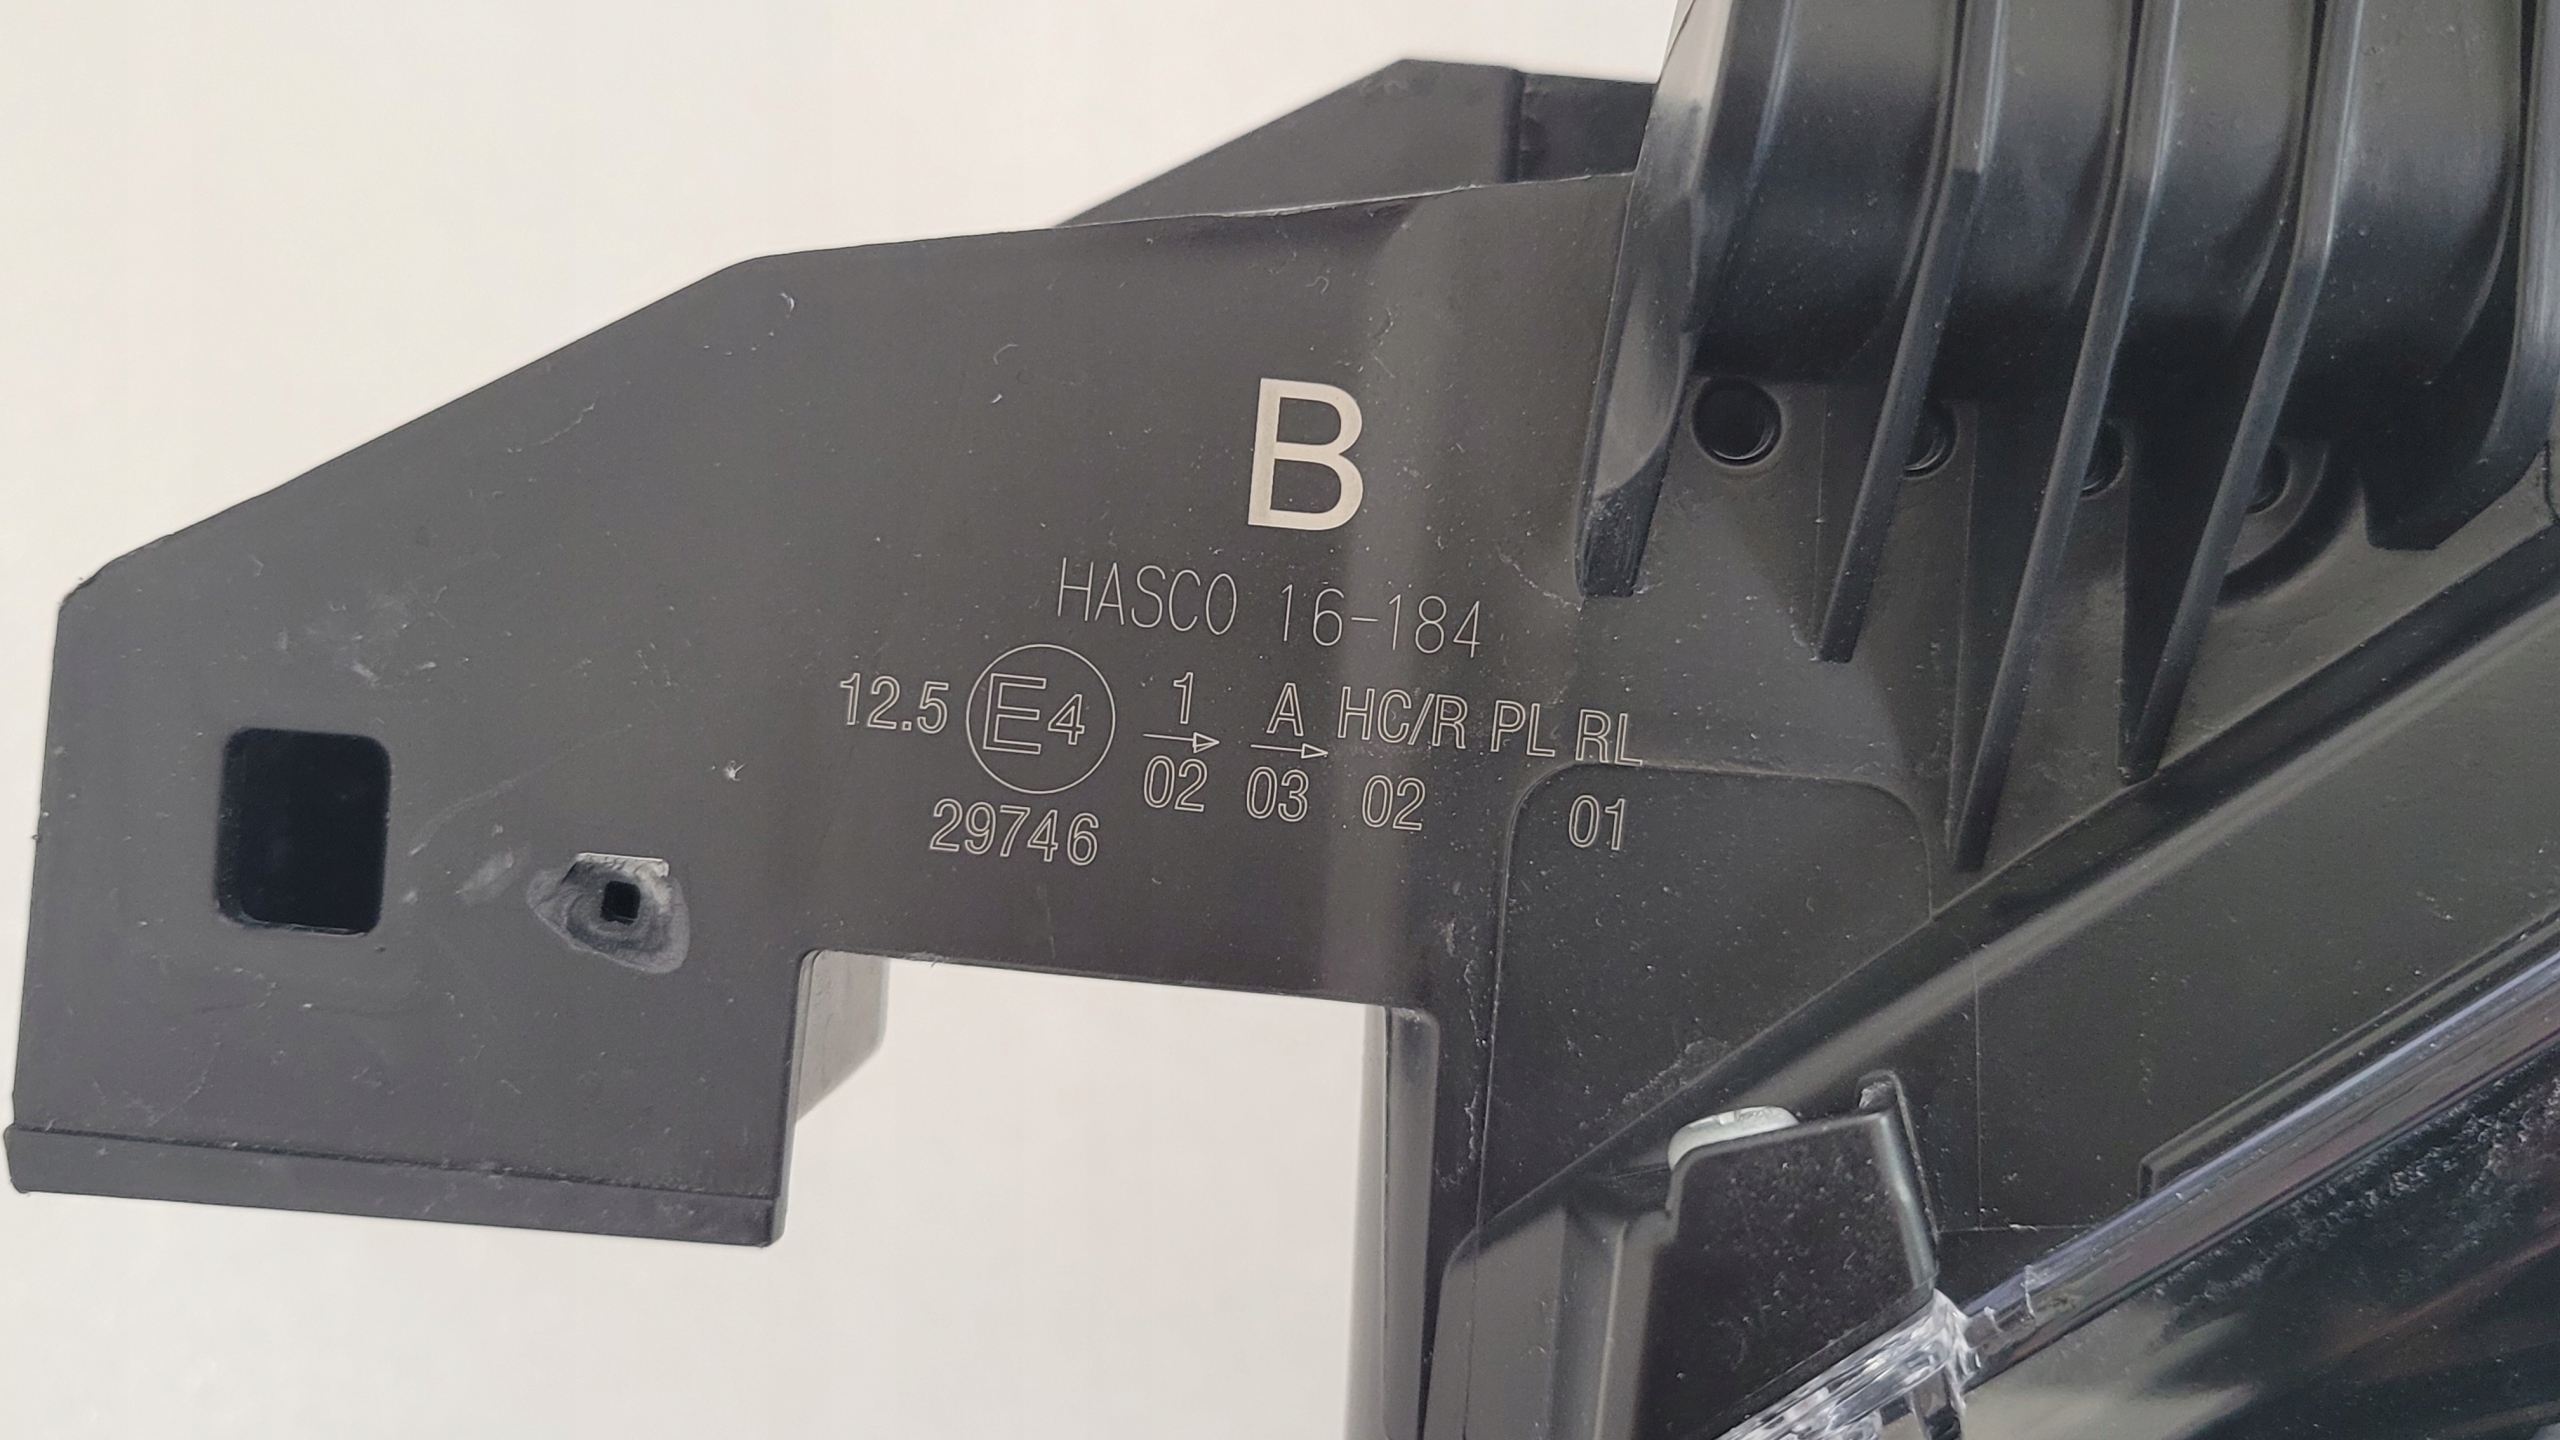 B
HASCO 16-184
12.5 E4 1 A HC/R PL RL
02 03 02 01
29746